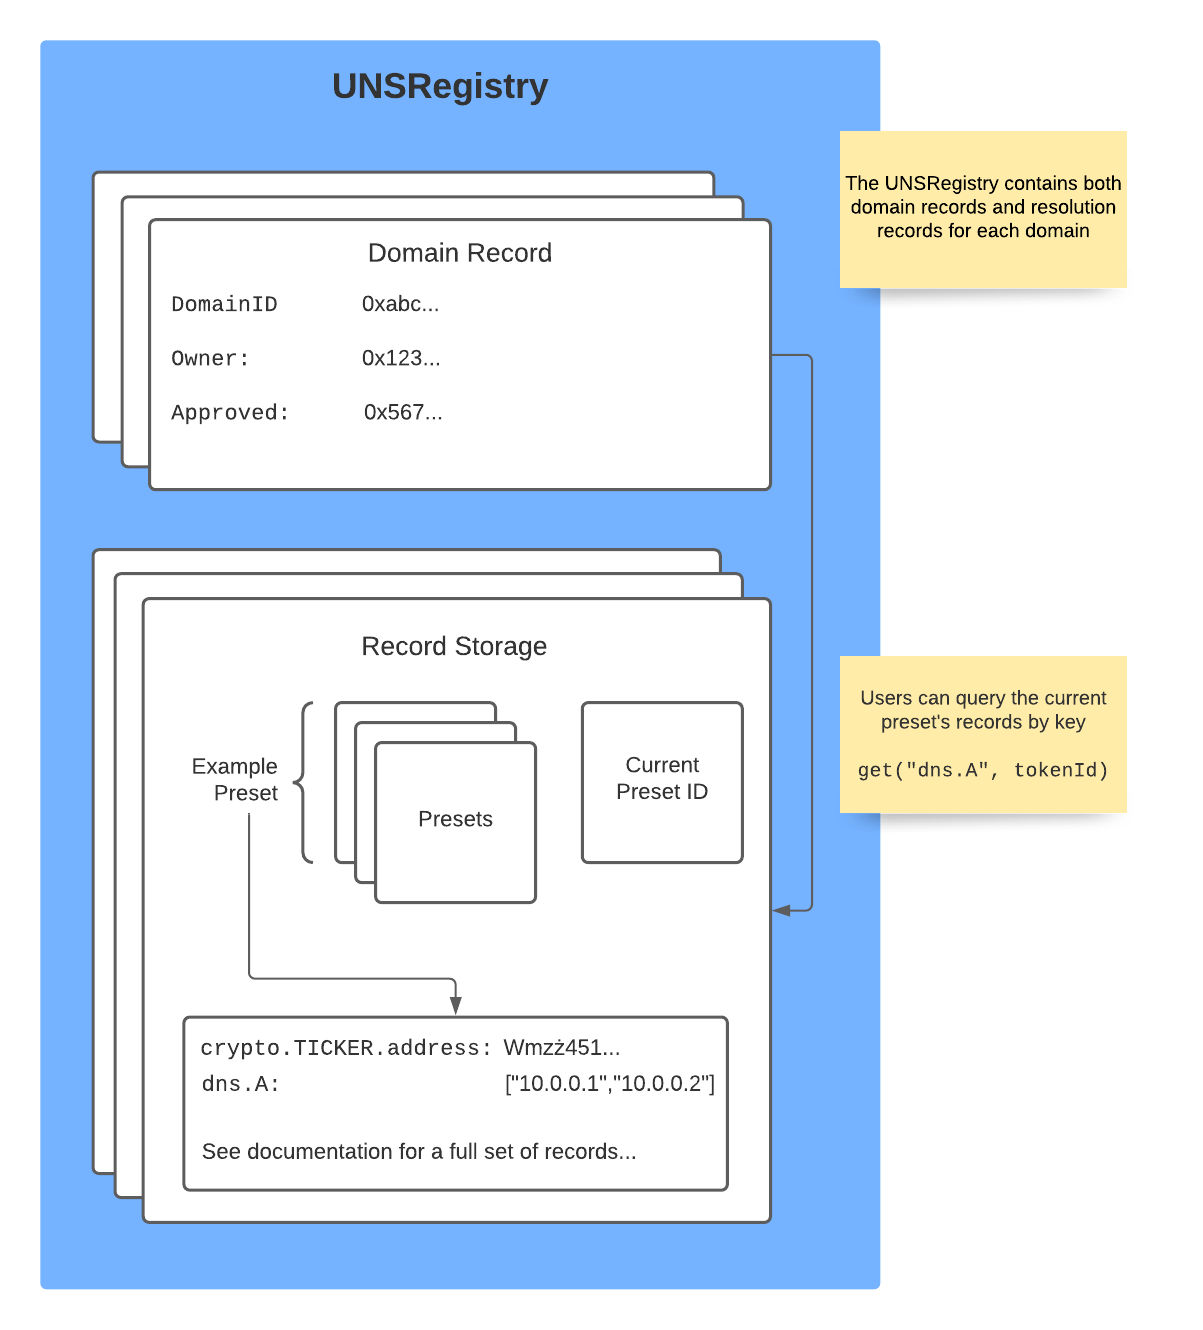 UNSRegistry
The UNSRegistry contains both
domain records and resolution
records for each domain
Domain Record
DomainID 0xabc...
Owner: 0x123...
Approved: 0x567...
Record Storage
Example
Preset
Presets
Current
Preset ID
Users can query the current
preset's records by key
get("dns.A", tokenId)
crypto.TICKER.address: Wmzż451...
dns.A: ["10.0.0.1","10.0.0.2"]
See documentation for a full set of records...